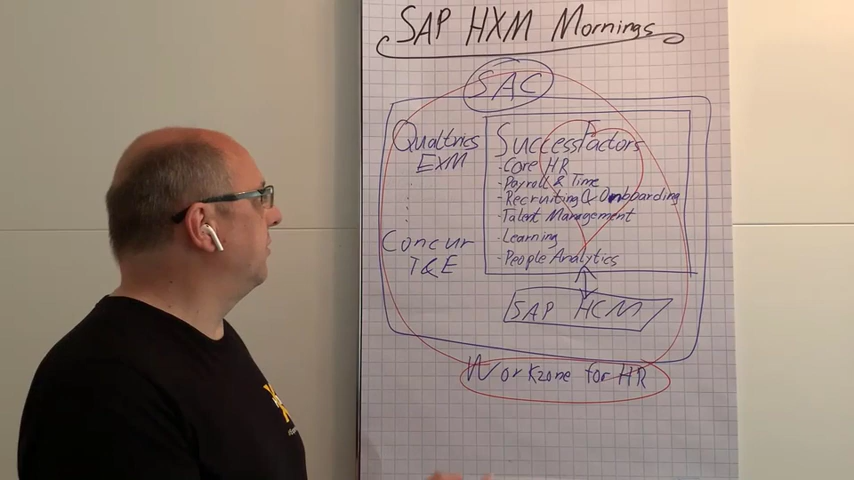 SAP HXM Mornings
SAC
Qualtrics
EXM
SuccessFactors
- Core HR
- Payroll & Time
- Recruiting & Onboarding
- Talent Management
- Learning
- People Analytics
Concur
T&E
SAP HCM
Workzone for HR